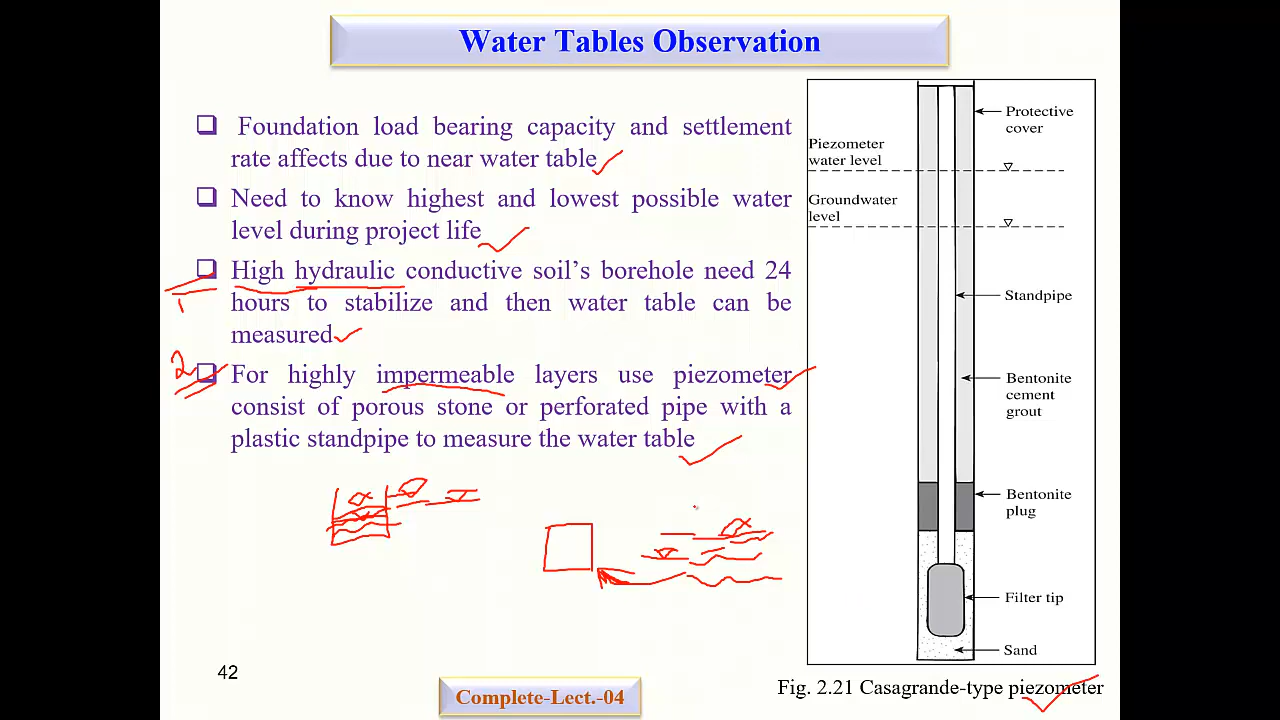 Water Tables Observation
Foundation load bearing capacity and settlement
rate affects due to near water table
Need to know highest and lowest possible water
level during project life
High hydraulic conductive soil's borehole need 24
hours to stabilize and then water table can be
measured
1
2
For highly impermeable layers use piezometer
consist of porous stone or perforated pipe with a
plastic standpipe to measure the water table
Protective
cover
Piezometer
water level
Groundwater
level
Standpipe
Bentonite
cement
grout
Bentonite
plug
Filter tip
Sand
Fig. 2.21 Casagrande-type piezometer
42
Complete-Lect.-04